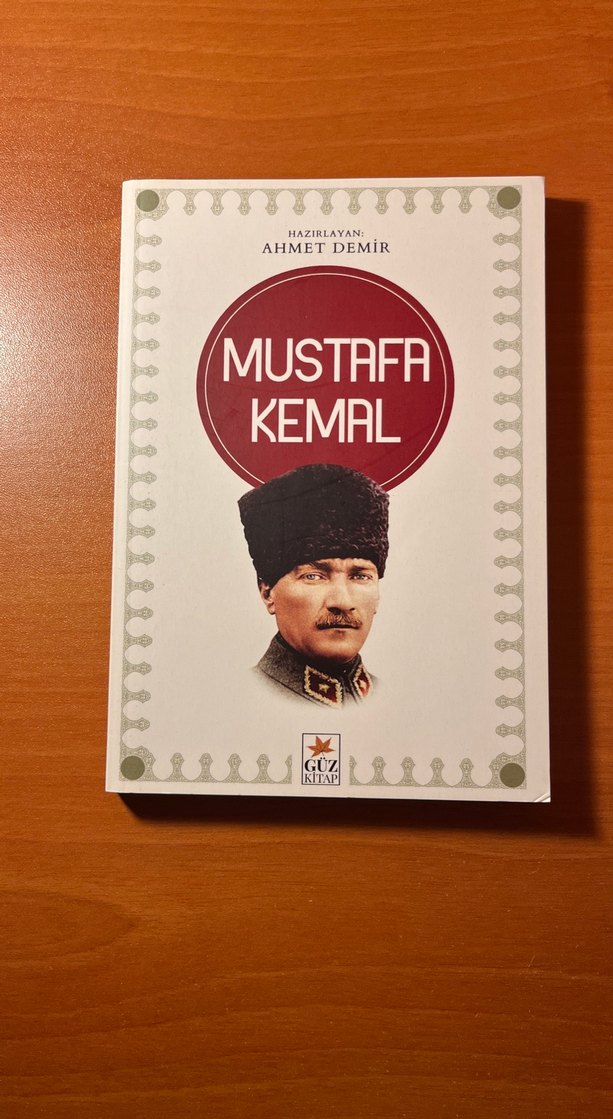 HAZIRLAYAN:
AHMET DEMİR
MUSTAFA
KEMAL
GÜZ
KİTAP